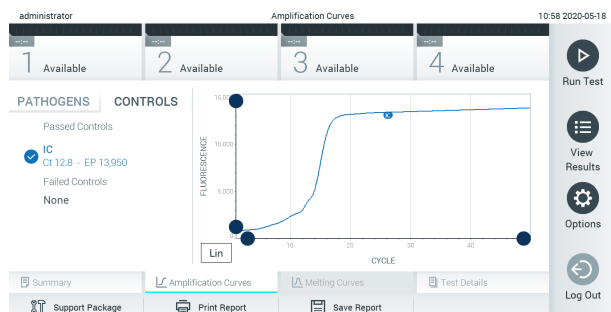 administrator
Amplification Curves
10:58 2020-05-18
--:--
--:--
--:--
--:--
1 Available
2 Available
3 Available
4 Available
Run Test
View
Results
Options
Log Out
PATHOGENS
CONTROLS
Passed Controls
IC
Ct 12.8 - EP 13,950
Failed Controls
None
FLUORESCENCE
10,000
5,000
0
IC
10
20
30
40
CYCLE
Lin
Summary
Amplification Curves
Melting Curves
Test Details
Support Package
Print Report
Save Report